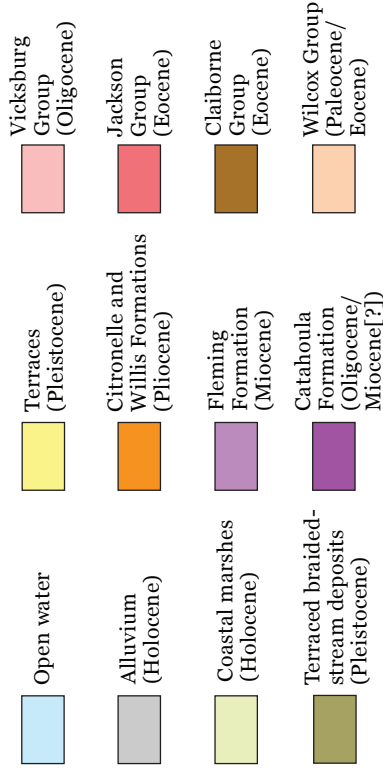 Open water
Alluvium
(Holocene)
Coastal marshes
(Holocene)
Terraced braided-
stream deposits
(Pleistocene)
Terraces
(Pleistocene)
Citronelle and
Willis Formations
(Pliocene)
Fleming
Formation
(Miocene)
Catahoula
Formation
(Oligocene/
Miocene[?])
Vicksburg
Group
(Oligocene)
Jackson
Group
(Eocene)
Claiborne
Group
(Eocene)
Wilcox Group
(Paleocene/
Eocene)